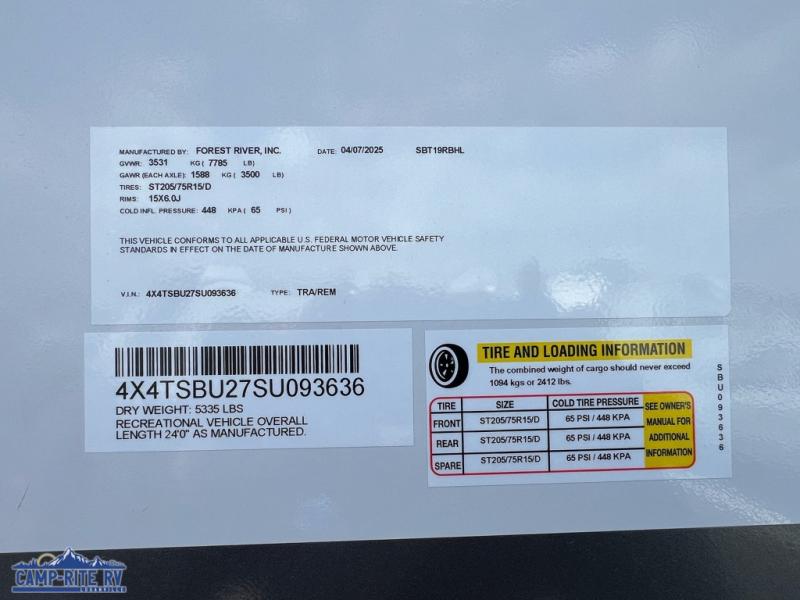 MANUFACTURED BY: FOREST RIVER, INC. DATE: 04/07/2025 SBT19RBHL
GVWR: 3531 KG ( 7785 LB)
GAWR (EACH AXLE): 1588 KG ( 3500 LB)
TIRES: ST205/75R15/D
RIMS: 15X6.0J
COLD INFL. PRESSURE: 448 KPA ( 65 PSI )
THIS VEHICLE CONFORMS TO ALL APPLICABLE U.S. FEDERAL MOTOR VEHICLE SAFETY
STANDARDS IN EFFECT ON THE DATE OF MANUFACTURE SHOWN ABOVE.
V.I.N.: 4X4TSBU27SU093636 TYPE: TRA/REM
4X4TSBU27SU093636
DRY WEIGHT: 5335 LBS
RECREATIONAL VEHICLE OVERALL
LENGTH 24'0" AS MANUFACTURED.
TIRE AND LOADING INFORMATION
The combined weight of cargo should never exceed
1094 kgs or 2412 lbs.
TIRE SIZE COLD TIRE PRESSURE
FRONT ST205/75R15/D 65 PSI / 448 KPA
REAR ST205/75R15/D 65 PSI / 448 KPA
SPARE ST205/75R15/D 65 PSI / 448 KPA
SEE OWNER'S
MANUAL FOR
ADDITIONAL
INFORMATION
SBU093636
CAMP-RITE RV
LUSARVILLE